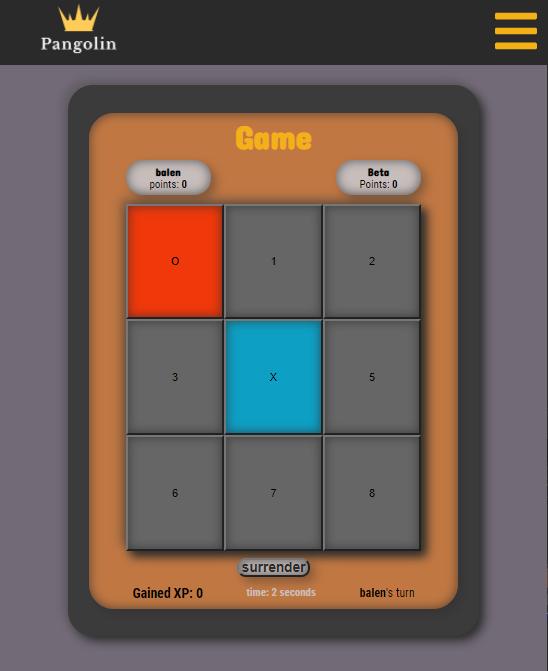 Pangolin
Game
balen
points: 0
Beta
Points: 0
O 1 2
3 X 5
6 7 8
surrender
Gained XP: 0 time: 2 seconds balen's turn